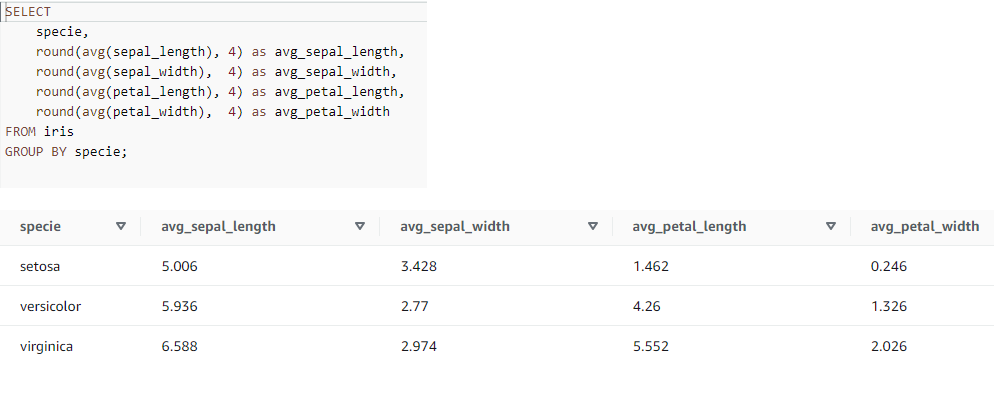 SELECT
    specie,
    round(avg(sepal_length), 4) as avg_sepal_length,
    round(avg(sepal_width),  4) as avg_sepal_width,
    round(avg(petal_length), 4) as avg_petal_length,
    round(avg(petal_width),  4) as avg_petal_width
FROM iris
GROUP BY specie;
specie avg_sepal_length avg_sepal_width avg_petal_length avg_petal_width
setosa 5.006 3.428 1.462 0.246
versicolor 5.936 2.77 4.26 1.326
virginica 6.588 2.974 5.552 2.026